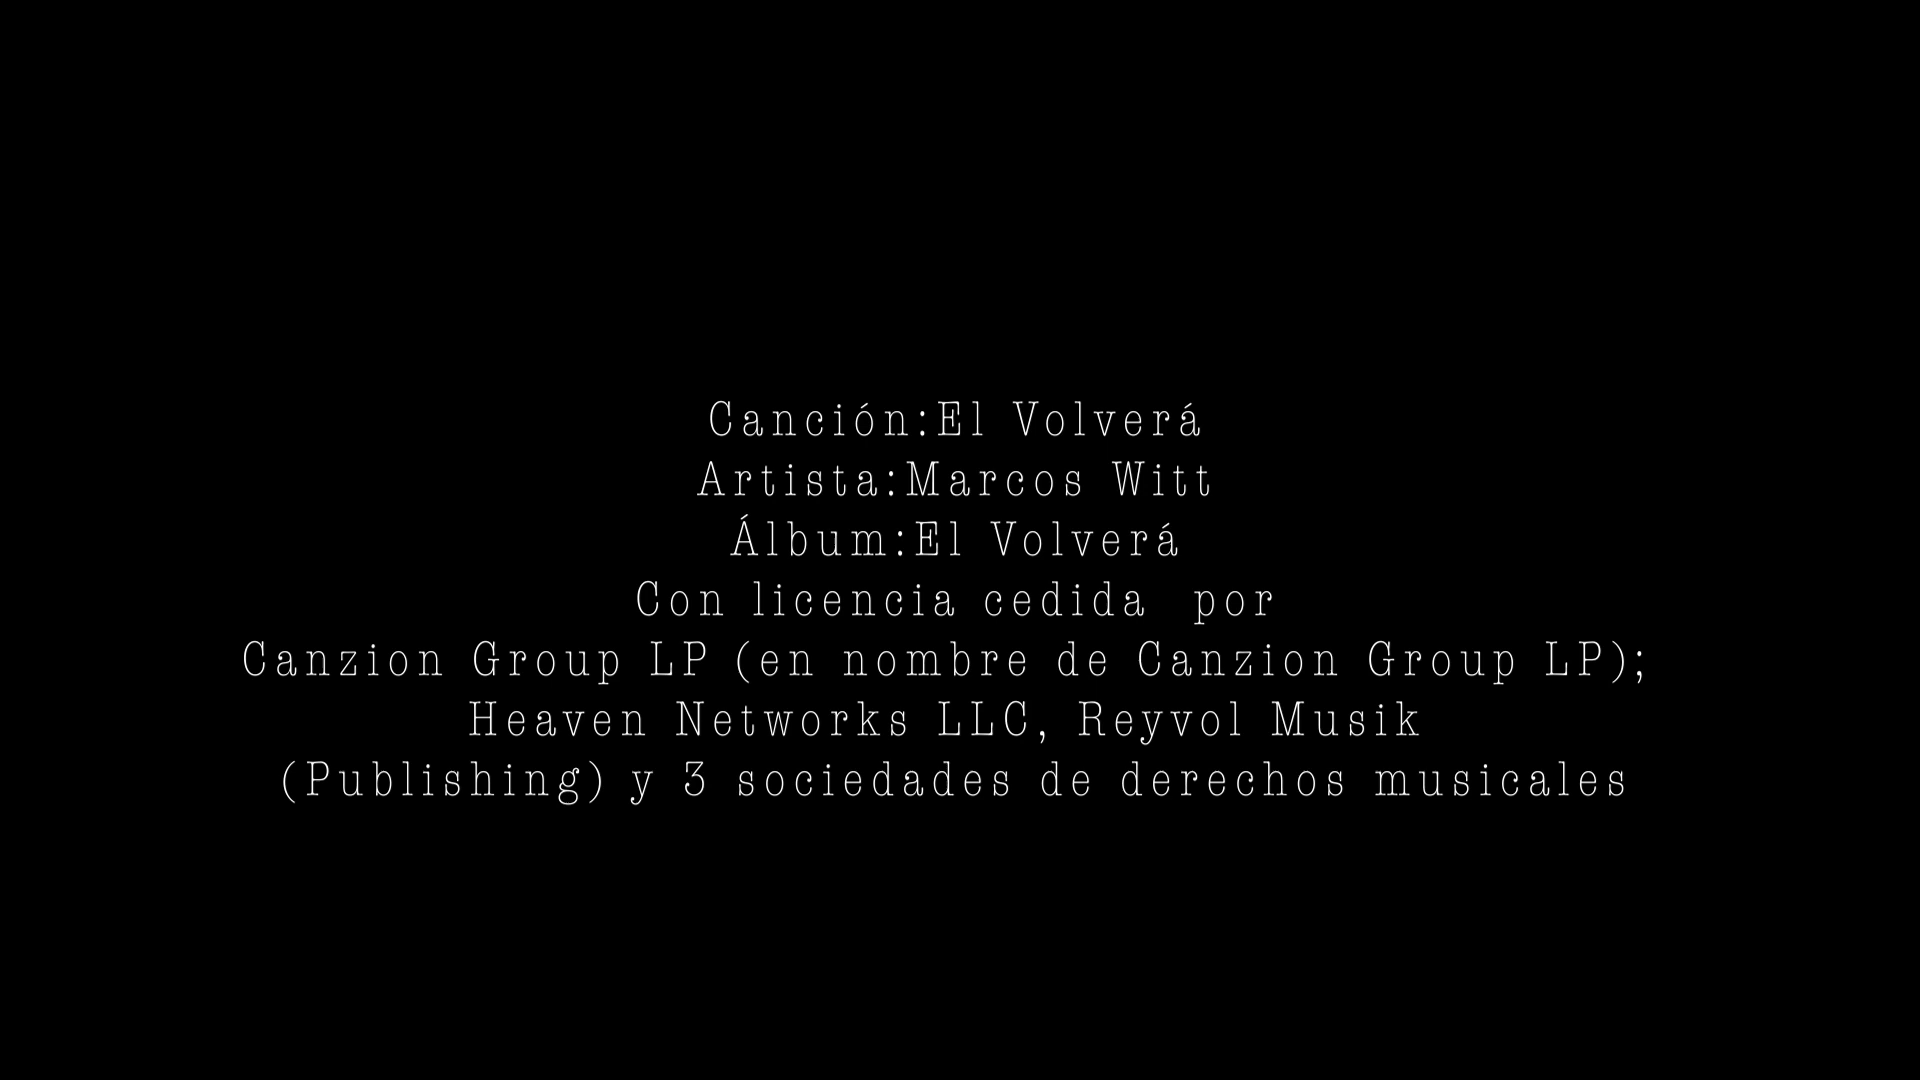 Canción:El Volverá
Artista:Marcos Witt
Álbum:El Volverá
Con licencia cedida  por
Canzion Group LP (en nombre de Canzion Group LP);
Heaven Networks LLC, Reyvol Musik
(Publishing) y 3 sociedades de derechos musicales